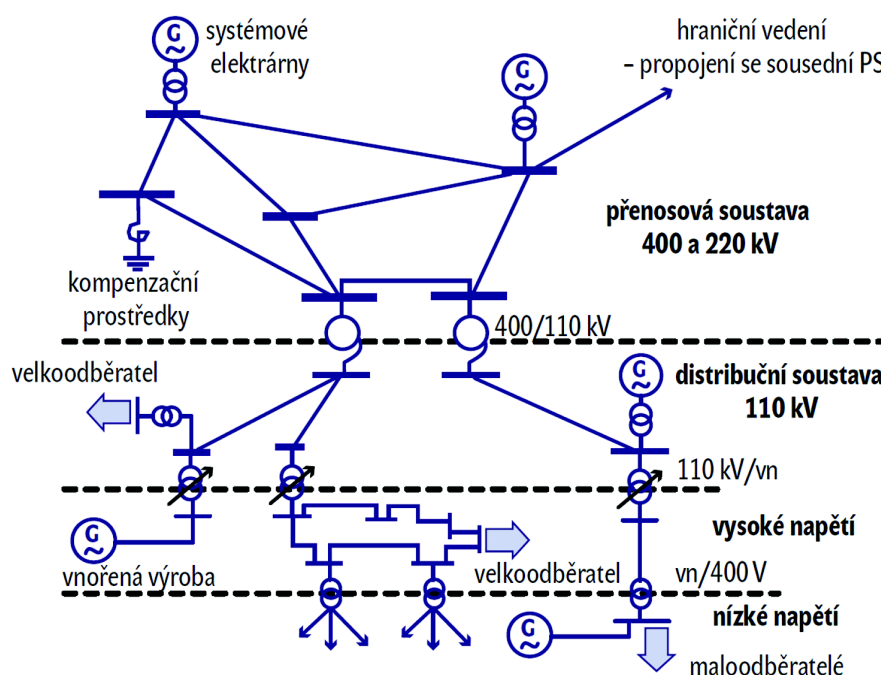 G
systémové
elektrárny
hraniční vedení
– propojení se sousední PS
G
přenosová soustava
400 a 220 kV
kompenzační
prostředky
400/110 kV
velkoodběratel
G
distribuční soustava
110 kV
110 kV/vn
G
vysoké napětí
vnořená výroba
velkoodběratel
vn/400 V
nízké napětí
G
maloodběratelé